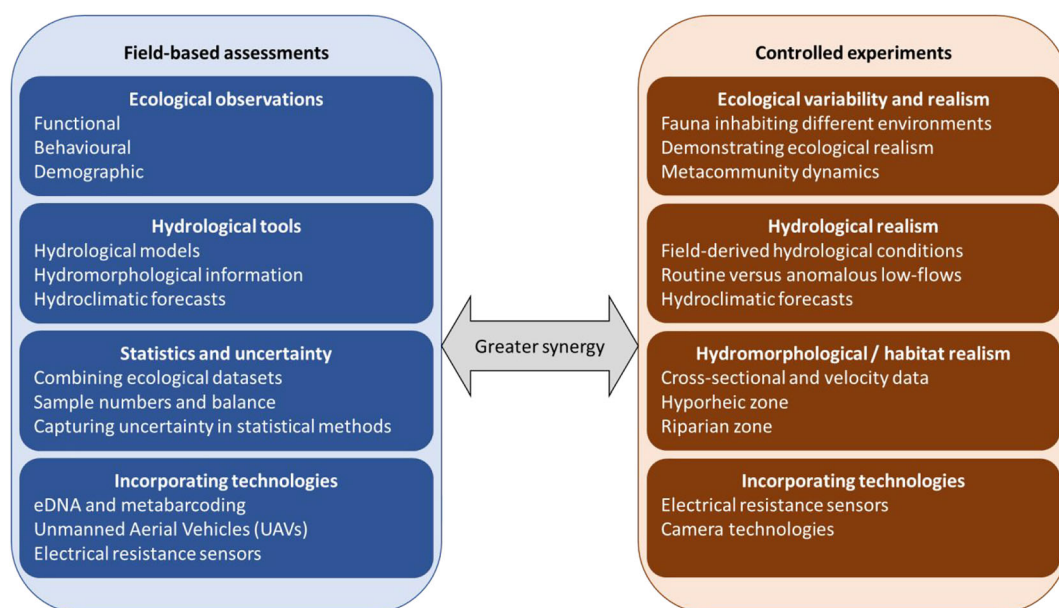 Field-based assessments
Ecological observations
Functional
Behavioural
Demographic
Hydrological tools
Hydrological models
Hydromorphological information
Hydroclimatic forecasts
Statistics and uncertainty
Combining ecological datasets
Sample numbers and balance
Capturing uncertainty in statistical methods
Incorporating technologies
eDNA and metabarcoding
Unmanned Aerial Vehicles (UAVs)
Electrical resistance sensors
Greater synergy
Controlled experiments
Ecological variability and realism
Fauna inhabiting different environments
Demonstrating ecological realism
Metacommunity dynamics
Hydrological realism
Field-derived hydrological conditions
Routine versus anomalous low-flows
Hydroclimatic forecasts
Hydromorphological / habitat realism
Cross-sectional and velocity data
Hyporheic zone
Riparian zone
Incorporating technologies
Electrical resistance sensors
Camera technologies